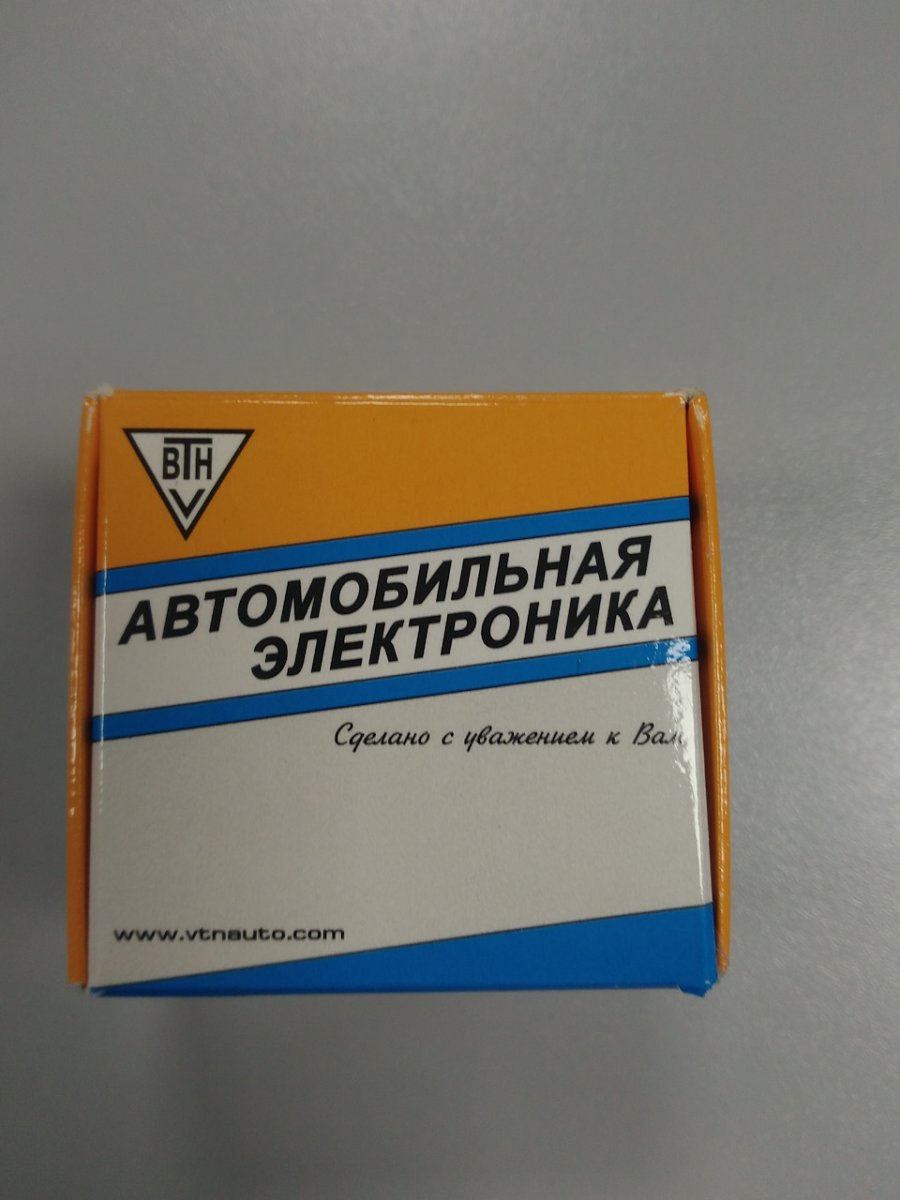 ВТН
АВТОМОБИЛЬНАЯ
ЭЛЕКТРОНИКА
Сделано с уважением к Вам
www.vtnauto.com